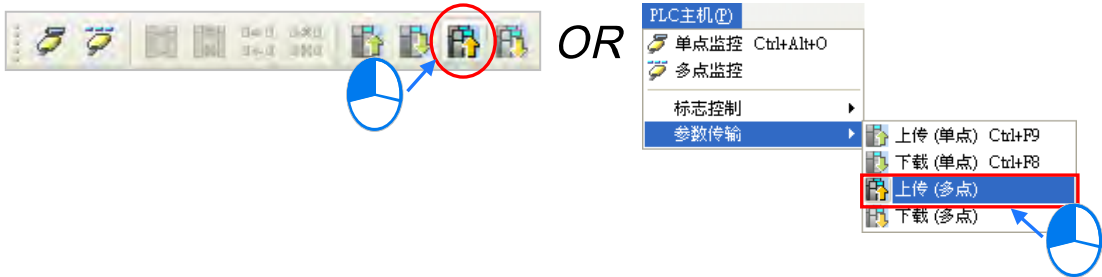 OR
PLC主机(P)
单点监控 Ctrl+Alt+O
多点监控
标志控制
参数传输
上传 (单点) Ctrl+F9
下载 (单点) Ctrl+F8
上传 (多点)
下载 (多点)